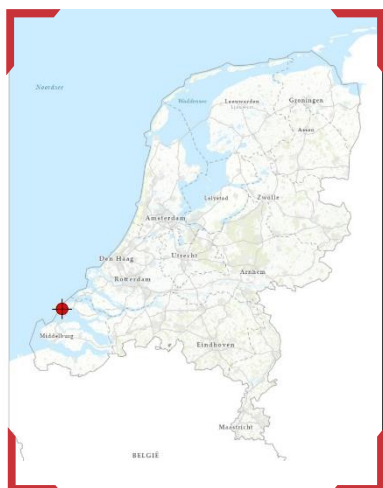 Noordzee
Waddenzee
Leeuwarden
Groningen
Assen
Lelystad
Zwolle
Amsterdam
Den Haag
Utrecht
Rotterdam
Arnhem
Middelburg
Eindhoven
Maastricht
BELGIË